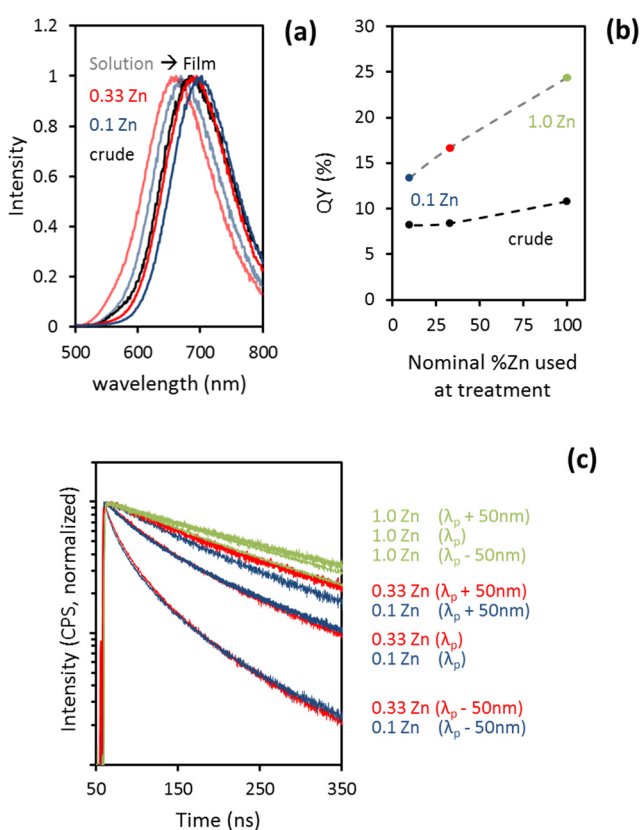 (a)
1.2
1
0.8
0.6
0.4
0.2
0
Intensity
Solution → Film
0.33 Zn
0.1 Zn
crude
500 600 700 800
wavelength (nm)
(b)
30
25
20
15
10
5
0
QY (%)
1.0 Zn
0.1 Zn
crude
0 25 50 75 100
Nominal %Zn used
at treatment
(c)
Intensity (CPS, normalized)
50 150 250 350
Time (ns)
1.0 Zn (λp + 50nm)
1.0 Zn (λp)
1.0 Zn (λp - 50nm)
0.33 Zn (λp + 50nm)
0.1 Zn (λp + 50nm)
0.33 Zn (λp)
0.1 Zn (λp)
0.33 Zn (λp - 50nm)
0.1 Zn (λp - 50nm)